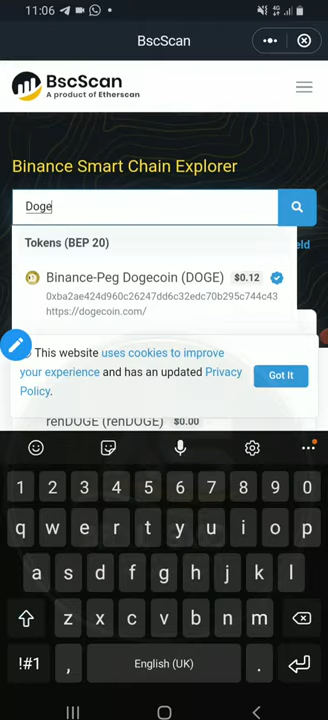 11:06
BscScan
BscScan
A product of Etherscan
Binance Smart Chain Explorer
Doge
eld
Tokens (BEP 20)
Binance-Peg Dogecoin (DOGE) $0.12
0xba2ae424d960c26247dd6c32edc70b295c744c43
https://dogecoin.com/
This website uses cookies to improve
your experience and has an updated Privacy
Policy.
Got It
renDOGE (renDOGE) $0.00
1 2 3 4 5 6 7 8 9 0
q w e r t y u i o p
a s d f g h j k l
z x c v b n m
!#1 , English (UK) .